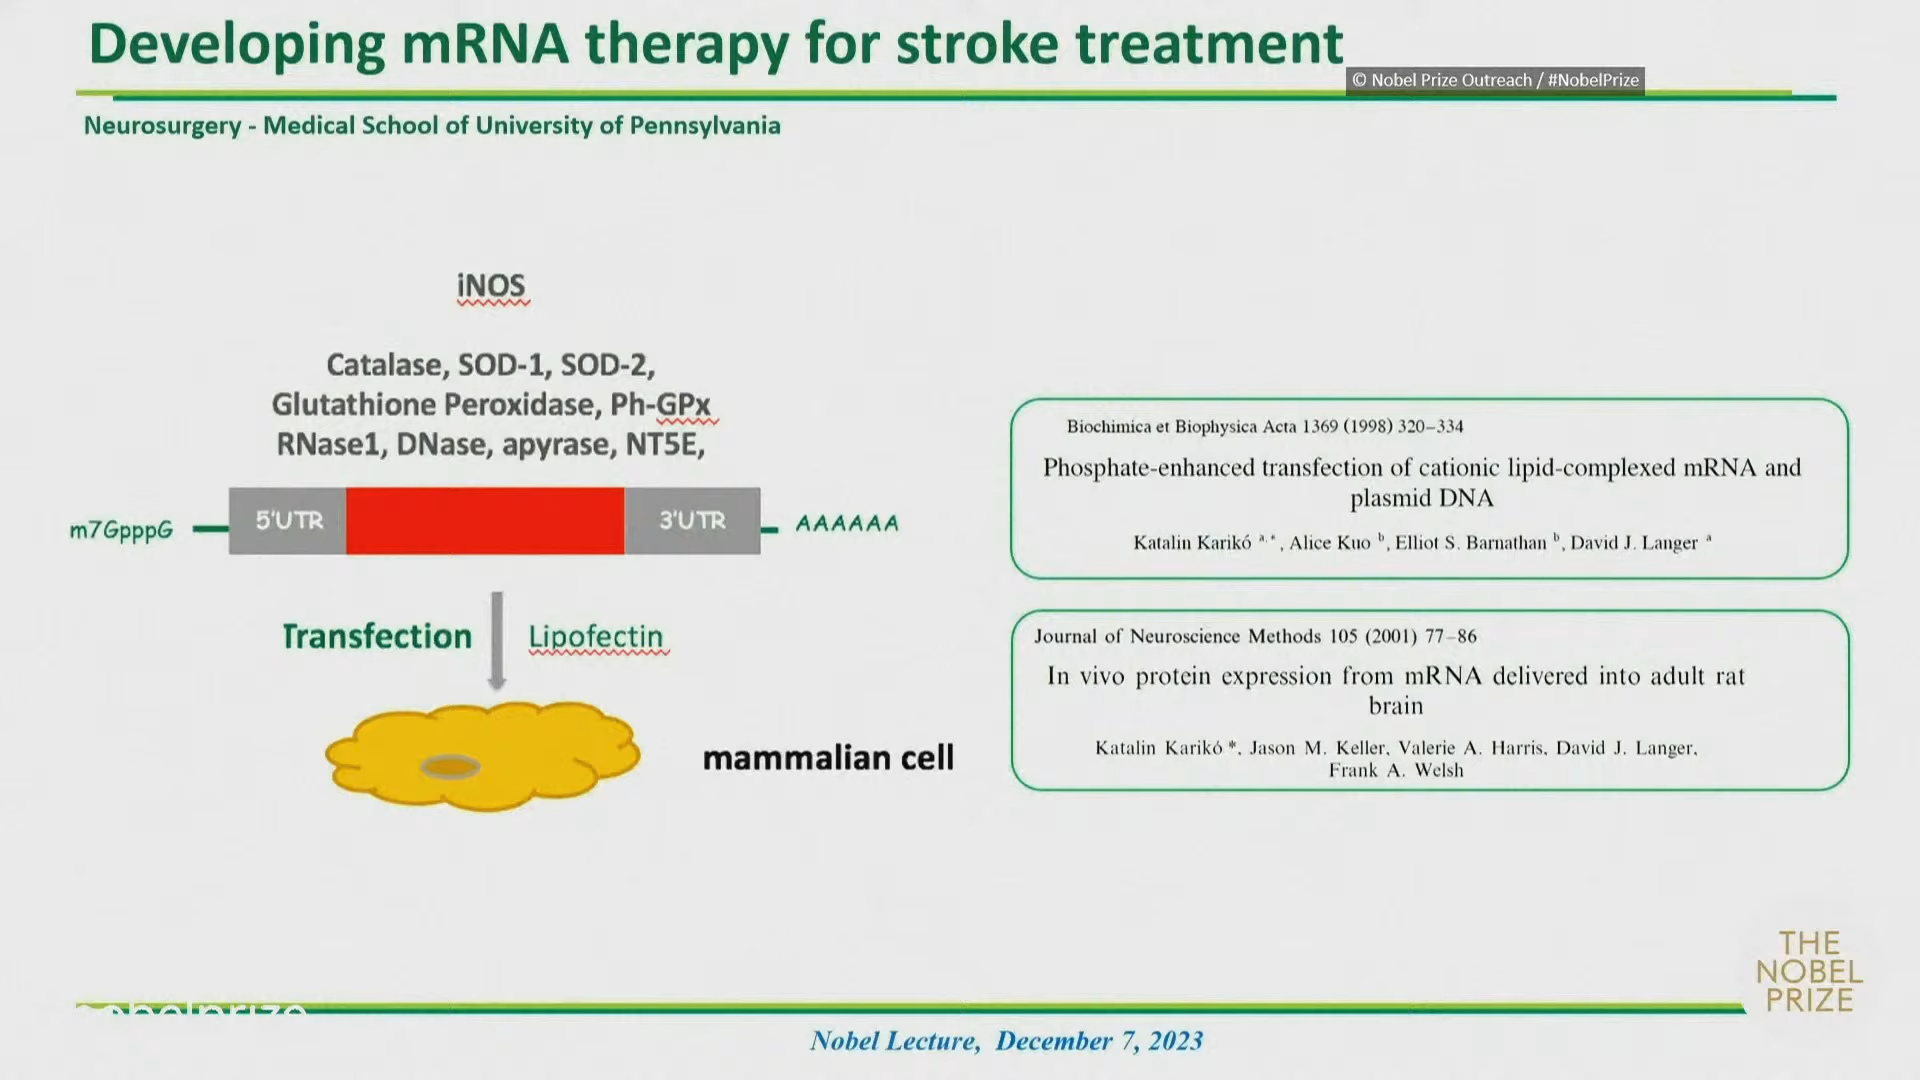 Developing mRNA therapy for stroke treatment
© Nobel Prize Outreach / #NobelPrize
Neurosurgery - Medical School of University of Pennsylvania
iNOS
Catalase, SOD-1, SOD-2,
Glutathione Peroxidase, Ph-GPx
RNase1, DNase, apyrase, NT5E,
m7GpppG
5'UTR
3'UTR
AAAAAA
Transfection
Lipofectin
mammalian cell
Biochimica et Biophysica Acta 1369 (1998) 320–334
Phosphate-enhanced transfection of cationic lipid-complexed mRNA and
plasmid DNA
Katalin Karikó a,*, Alice Kuo b, Elliot S. Barnathan b, David J. Langer a
Journal of Neuroscience Methods 105 (2001) 77–86
In vivo protein expression from mRNA delivered into adult rat
brain
Katalin Karikó *, Jason M. Keller, Valerie A. Harris, David J. Langer,
Frank A. Welsh
THE
NOBEL
PRIZE
nobelprize
Nobel Lecture, December 7, 2023